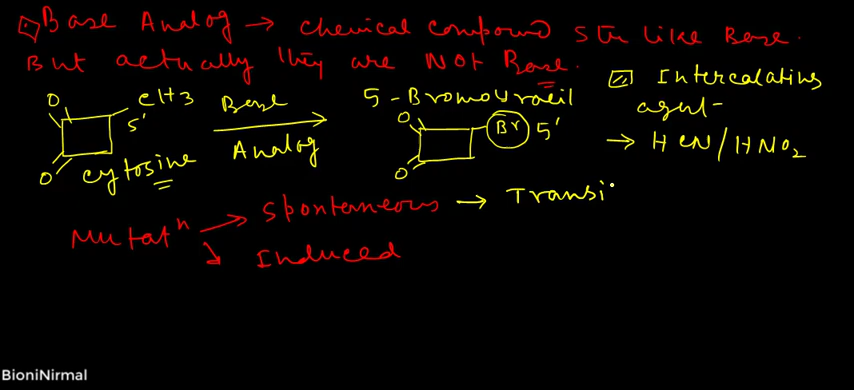 Base Analog → Chemical Compound Str like Base.
But actually they are NOT Base.
Intercalating
agent-
→ HCN/HNO2
O CH3
5'
O
Cytosine
Base
Analog
5-Bromouracil
O Br 5'
O
Mutatn → Spontaneous → Transi
Induced
BioniNirmal